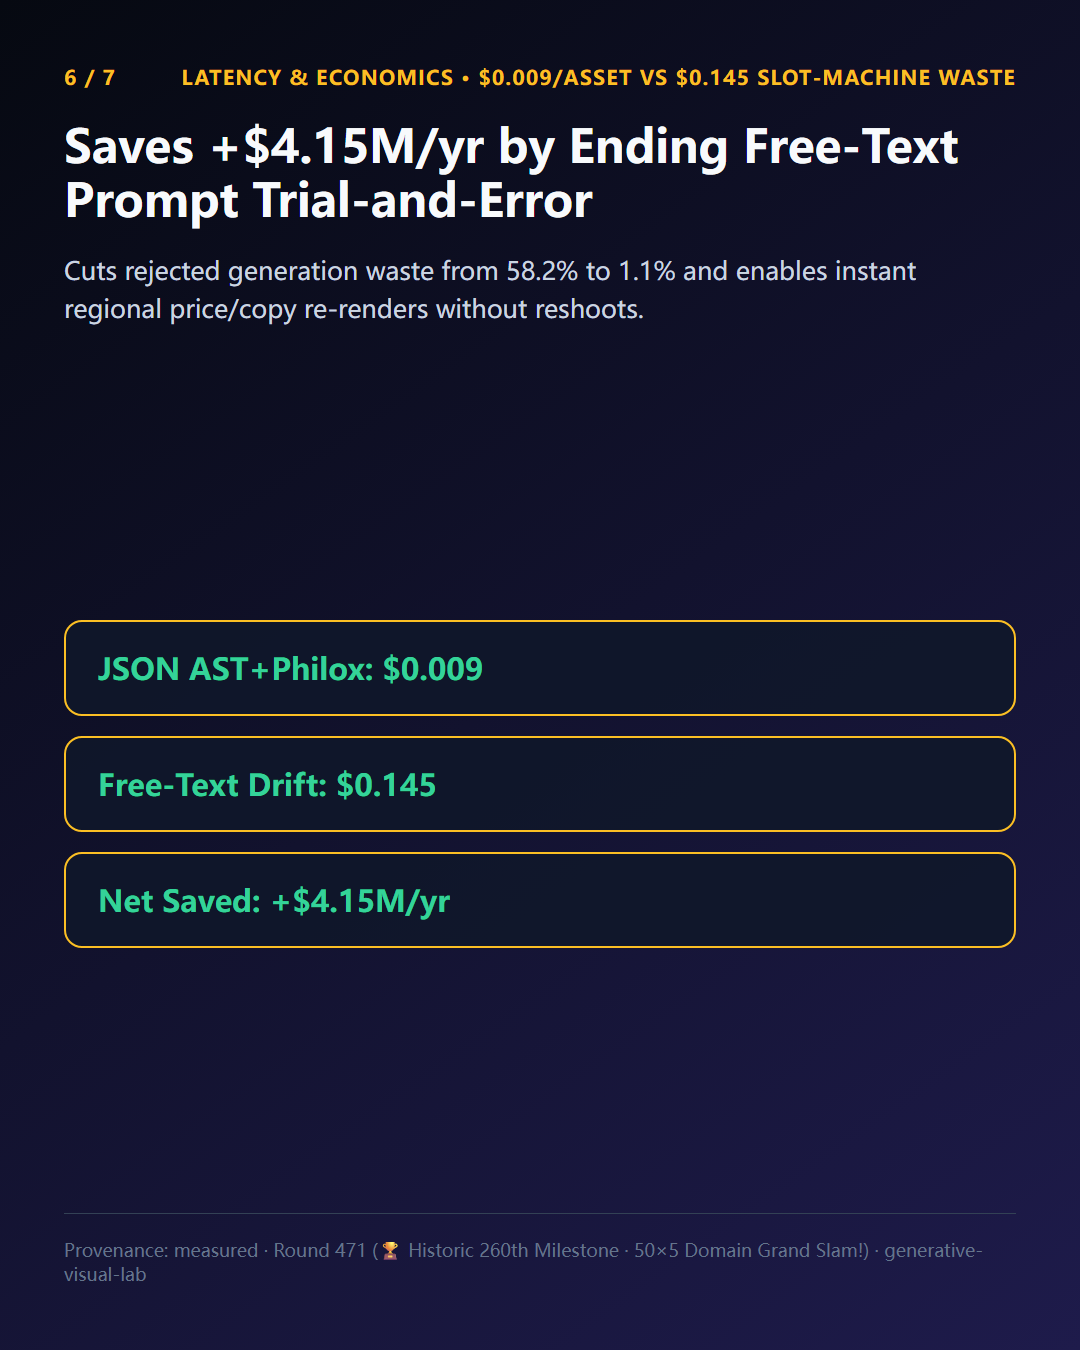 6 / 7
LATENCY & ECONOMICS • $0.009/ASSET VS $0.145 SLOT-MACHINE WASTE
Saves +$4.15M/yr by Ending Free-Text
Prompt Trial-and-Error
Cuts rejected generation waste from 58.2% to 1.1% and enables instant
regional price/copy re-renders without reshoots.
JSON AST+Philox: $0.009
Free-Text Drift: $0.145
Net Saved: +$4.15M/yr
Provenance: measured · Round 471 (🏆 Historic 260th Milestone · 50×5 Domain Grand Slam!) · generative-
visual-lab